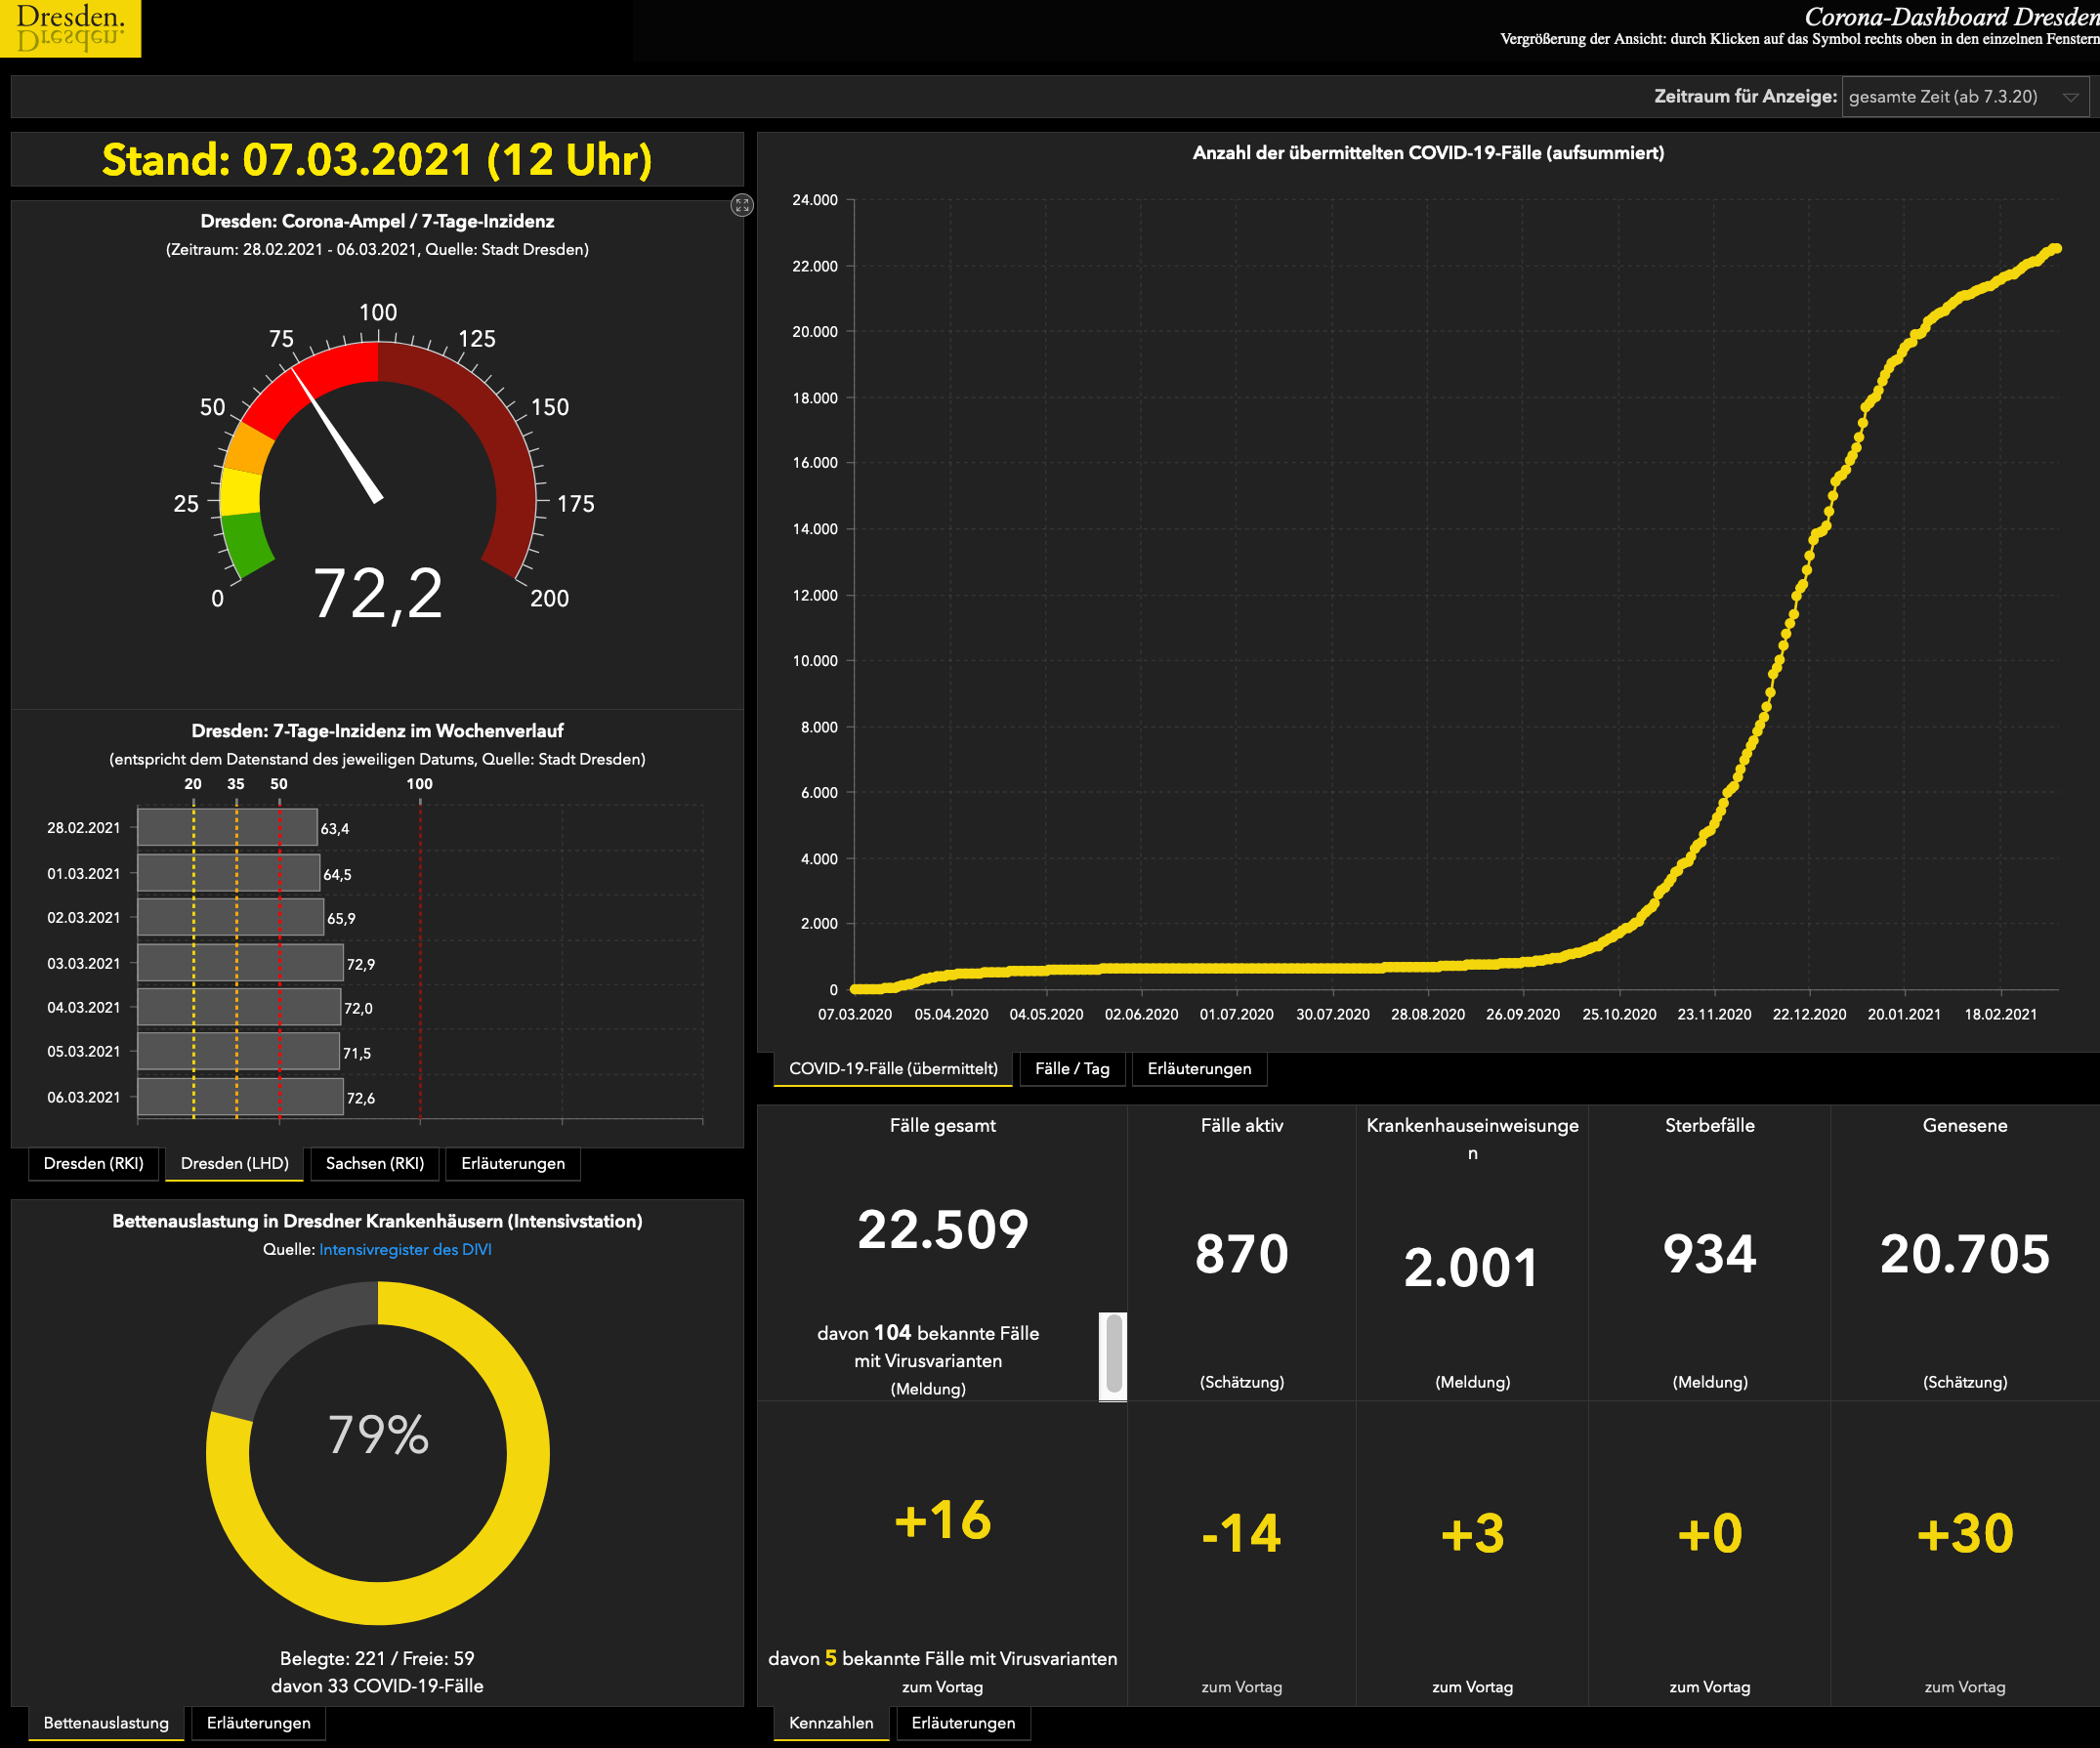 Dresden.
Dresden.
Corona-Dashboard Dresden
Vergrößerung der Ansicht: durch Klicken auf das Symbol rechts oben in den einzelnen Fenstern
Zeitraum für Anzeige: gesamte Zeit (ab 7.3.20)
Stand: 07.03.2021 (12 Uhr)
Dresden: Corona-Ampel / 7-Tage-Inzidenz
(Zeitraum: 28.02.2021 - 06.03.2021, Quelle: Stadt Dresden)
0
25
50
75
100
125
150
175
200
72,2
Dresden: 7-Tage-Inzidenz im Wochenverlauf
(entspricht dem Datenstand des jeweiligen Datums, Quelle: Stadt Dresden)
20 35 50 100
28.02.2021 63,4
01.03.2021 64,5
02.03.2021 65,9
03.03.2021 72,9
04.03.2021 72,0
05.03.2021 71,5
06.03.2021 72,6
Dresden (RKI) Dresden (LHD) Sachsen (RKI) Erläuterungen
Bettenauslastung in Dresdner Krankenhäusern (Intensivstation)
Quelle: Intensivregister des DIVI
79%
Belegte: 221 / Freie: 59
davon 33 COVID-19-Fälle
Bettenauslastung Erläuterungen
Anzahl der übermittelten COVID-19-Fälle (aufsummiert)
24.000
22.000
20.000
18.000
16.000
14.000
12.000
10.000
8.000
6.000
4.000
2.000
0
07.03.2020 05.04.2020 04.05.2020 02.06.2020 01.07.2020 30.07.2020 28.08.2020 26.09.2020 25.10.2020 23.11.2020 22.12.2020 20.01.2021 18.02.2021
COVID-19-Fälle (übermittelt) Fälle / Tag Erläuterungen
Fälle gesamt
22.509
davon 104 bekannte Fälle
mit Virusvarianten
(Meldung)
+16
davon 5 bekannte Fälle mit Virusvarianten
zum Vortag
Fälle aktiv
870
(Schätzung)
-14
zum Vortag
Krankenhauseinweisunge
n
2.001
(Meldung)
+3
zum Vortag
Sterbefälle
934
(Meldung)
+0
zum Vortag
Genesene
20.705
(Schätzung)
+30
zum Vortag
Kennzahlen Erläuterungen